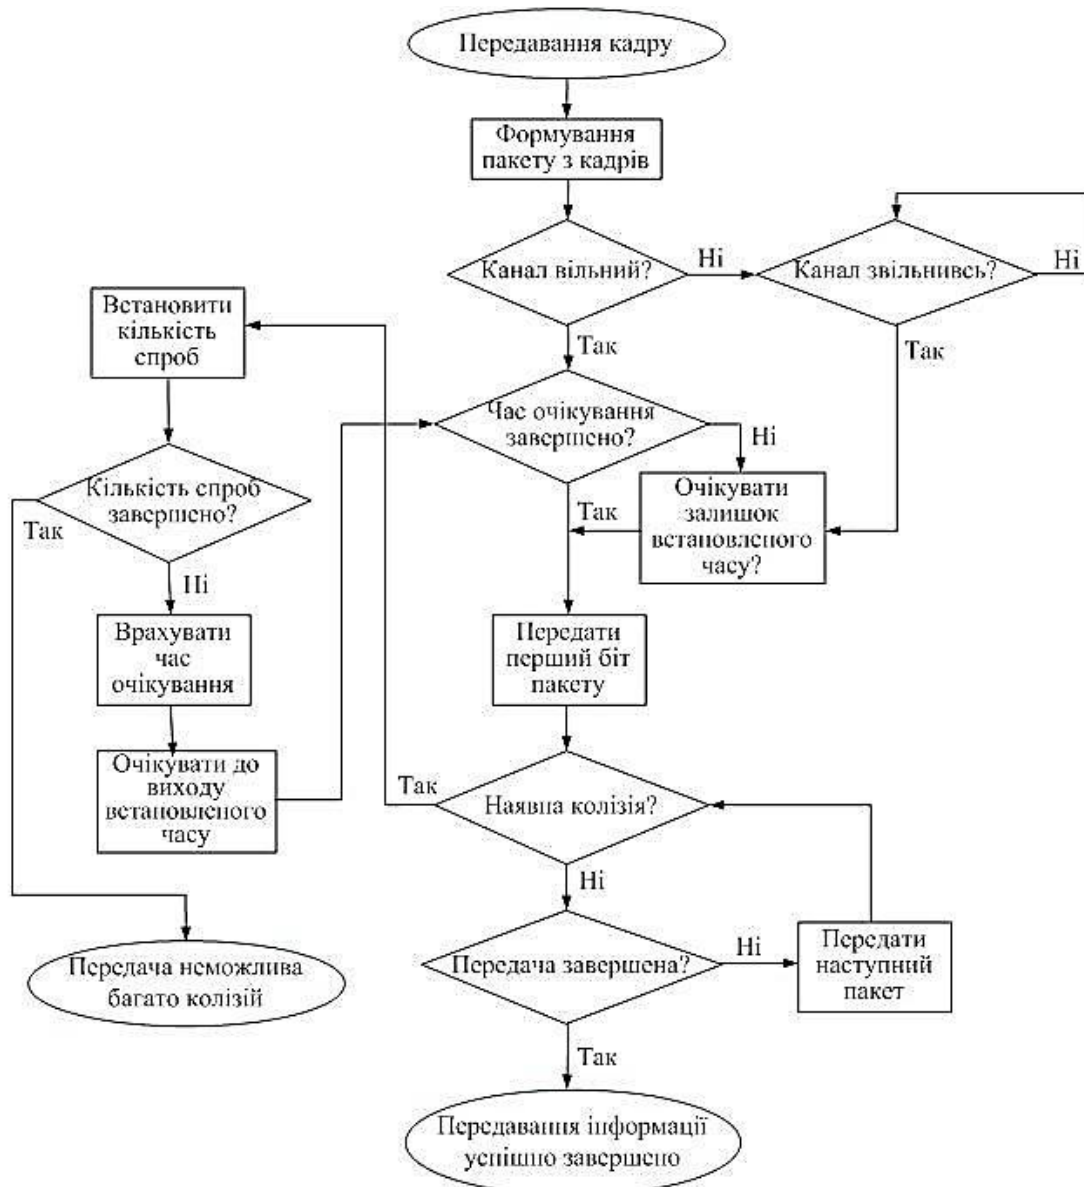 Передавання кадру
Формування
пакету з кадрів
Канал вільний?
Ні
Канал звільнивсь?
Ні
Так
Так
Встановити
кількість
спроб
Час очікування
завершено?
Ні
Так
Очікувати
залишок
встановленого
часу?
Кількість спроб
завершено?
Так
Ні
Врахувати
час
очікування
Передати
перший біт
пакету
Очікувати до
виходу
встановленого
часу
Так
Наявна колізія?
Ні
Передача завершена?
Ні
Передати
наступний
пакет
Передача неможлива
багато колізій
Так
Передавання інформації
успішно завершено